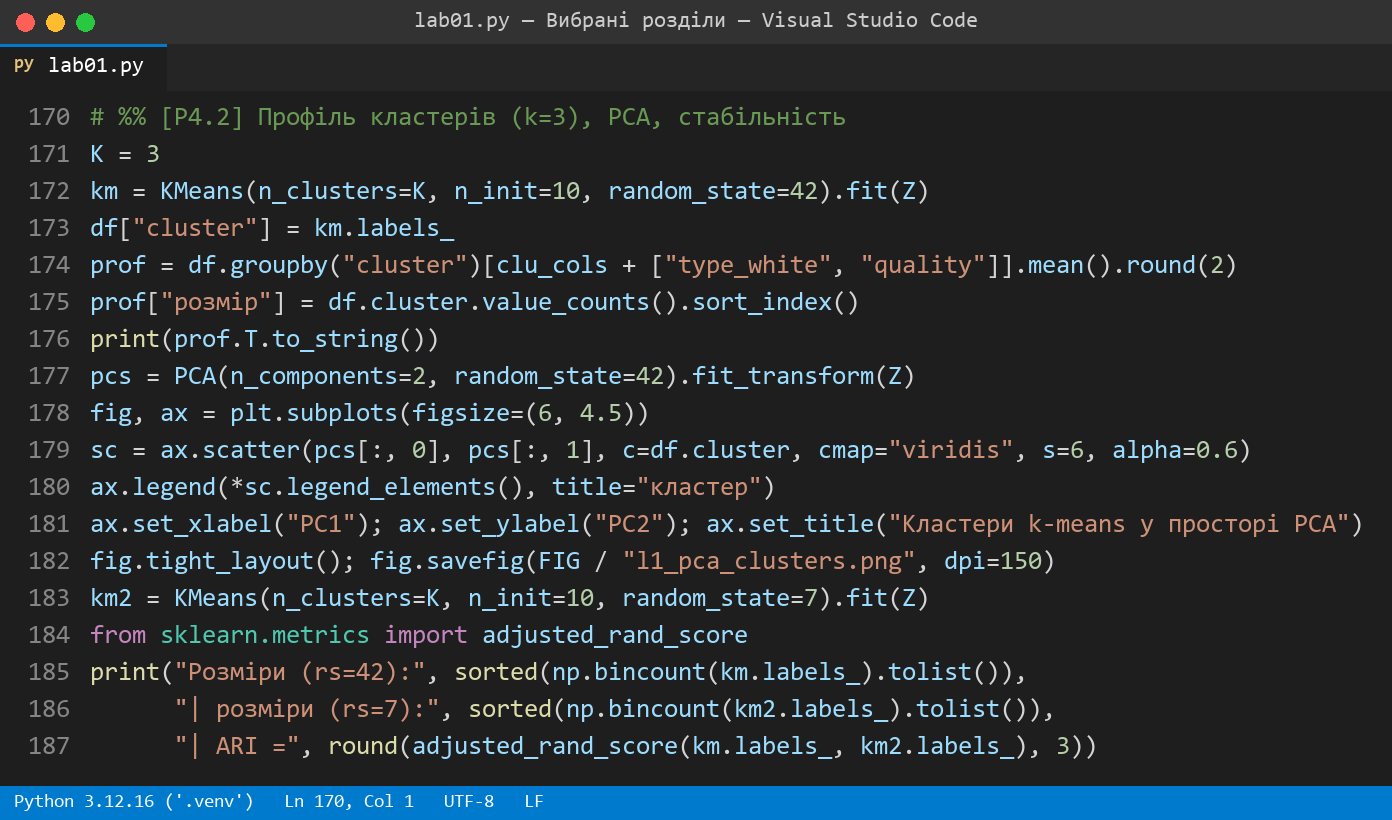 lab01.py — Вибрані розділи — Visual Studio Code
PY lab01.py
170 # %% [P4.2] Профіль кластерів (k=3), PCA, стабільність
171 K = 3
172 km = KMeans(n_clusters=K, n_init=10, random_state=42).fit(Z)
173 df["cluster"] = km.labels_
174 prof = df.groupby("cluster")[clu_cols + ["type_white", "quality"]].mean().round(2)
175 prof["розмір"] = df.cluster.value_counts().sort_index()
176 print(prof.T.to_string())
177 pcs = PCA(n_components=2, random_state=42).fit_transform(Z)
178 fig, ax = plt.subplots(figsize=(6, 4.5))
179 sc = ax.scatter(pcs[:, 0], pcs[:, 1], c=df.cluster, cmap="viridis", s=6, alpha=0.6)
180 ax.legend(*sc.legend_elements(), title="кластер")
181 ax.set_xlabel("PC1"); ax.set_ylabel("PC2"); ax.set_title("Кластери k-means у просторі PCA")
182 fig.tight_layout(); fig.savefig(FIG / "l1_pca_clusters.png", dpi=150)
183 km2 = KMeans(n_clusters=K, n_init=10, random_state=7).fit(Z)
184 from sklearn.metrics import adjusted_rand_score
185 print("Розміри (rs=42):", sorted(np.bincount(km.labels_).tolist()),
186       "| розміри (rs=7):", sorted(np.bincount(km2.labels_).tolist()),
187       "| ARI =", round(adjusted_rand_score(km.labels_, km2.labels_), 3))
Python 3.12.16 ('.venv') Ln 170, Col 1 UTF-8 LF